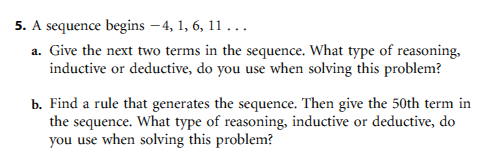 5. A sequence begins −4, 1, 6, 11 . . .
a. Give the next two terms in the sequence. What type of reasoning,
inductive or deductive, do you use when solving this problem?
b. Find a rule that generates the sequence. Then give the 50th term in
the sequence. What type of reasoning, inductive or deductive, do
you use when solving this problem?